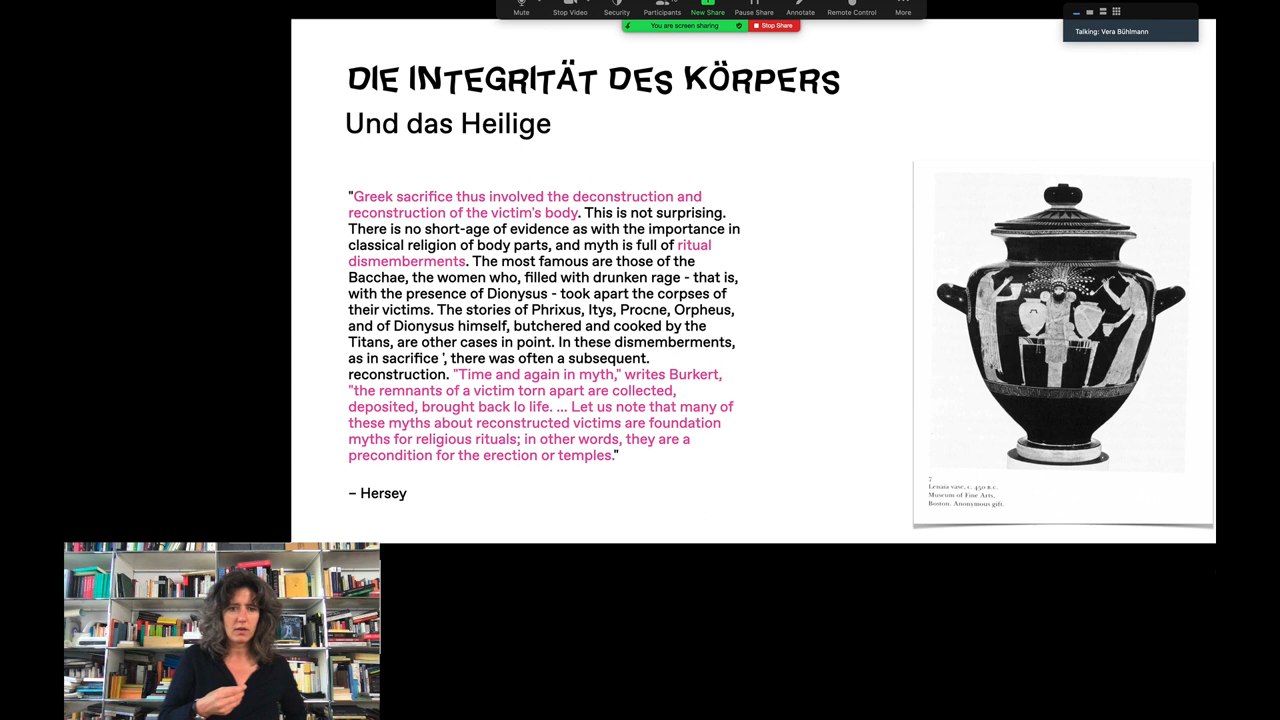 Mute
Stop Video
Security
Participants
New Share
Pause Share
Annotate
Remote Control
More
You are screen sharing
Stop Share
Talking: Vera Bühlmann
DIE INTEGRITÄT DES KÖRPERS
Und das Heilige
"Greek sacrifice thus involved the deconstruction and
reconstruction of the victim's body. This is not surprising.
There is no short-age of evidence as with the importance in
classical religion of body parts, and myth is full of ritual
dismemberments. The most famous are those of the
Bacchae, the women who, filled with drunken rage - that is,
with the presence of Dionysus - took apart the corpses of
their victims. The stories of Phrixus, Itys, Procne, Orpheus,
and of Dionysus himself, butchered and cooked by the
Titans, are other cases in point. In these dismemberments,
as in sacrifice ', there was often a subsequent.
reconstruction. "Time and again in myth," writes Burkert,
"the remnants of a victim torn apart are collected,
deposited, brought back lo life. ... Let us note that many of
these myths about reconstructed victims are foundation
myths for religious rituals; in other words, they are a
precondition for the erection or temples."
– Hersey
7
Lenaia vase, c. 450 B.C.
Museum of Fine Arts,
Boston. Anonymous gift.